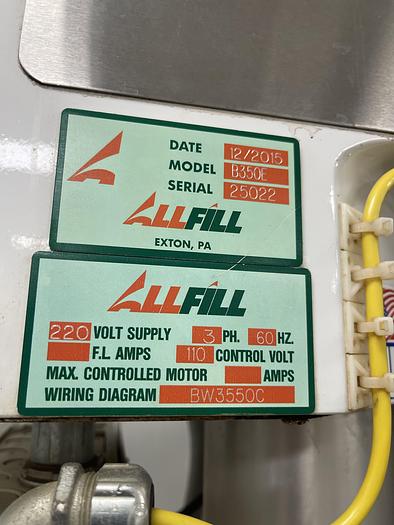 DATE 12/2015
MODEL B350E
SERIAL 25022
ALLFILL
EXTON, PA
ALLFILL
220 VOLT SUPPLY 3 PH. 60 HZ.
F.L. AMPS 110 CONTROL VOLT
MAX. CONTROLLED MOTOR AMPS
WIRING DIAGRAM BW3550C